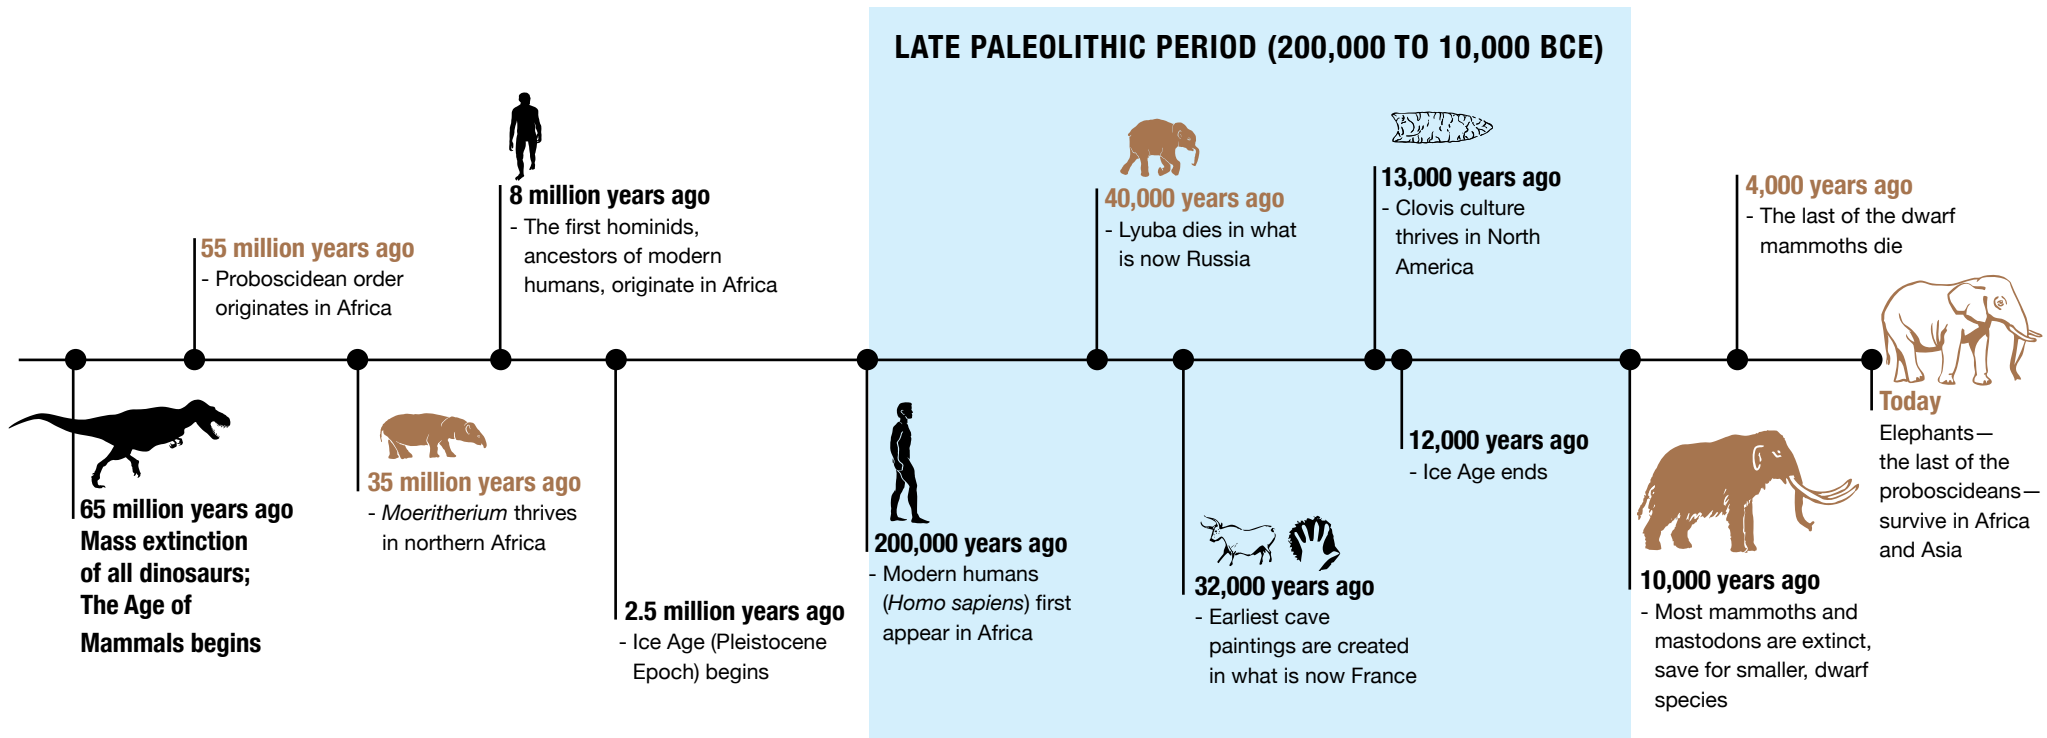 LATE PALEOLITHIC PERIOD (200,000 TO 10,000 BCE)
65 million years ago
Mass extinction
of all dinosaurs;
The Age of
Mammals begins
55 million years ago
- Proboscidean order
originates in Africa
35 million years ago
- Moeritherium thrives
in northern Africa
8 million years ago
- The first hominids,
ancestors of modern
humans, originate in Africa
2.5 million years ago
- Ice Age (Pleistocene
Epoch) begins
200,000 years ago
- Modern humans
(Homo sapiens) first
appear in Africa
40,000 years ago
- Lyuba dies in what
is now Russia
32,000 years ago
- Earliest cave
paintings are created
in what is now France
13,000 years ago
- Clovis culture
thrives in North
America
12,000 years ago
- Ice Age ends
10,000 years ago
- Most mammoths and
mastodons are extinct,
save for smaller, dwarf
species
4,000 years ago
- The last of the dwarf
mammoths die
Today
Elephants—
the last of the
proboscideans—
survive in Africa
and Asia